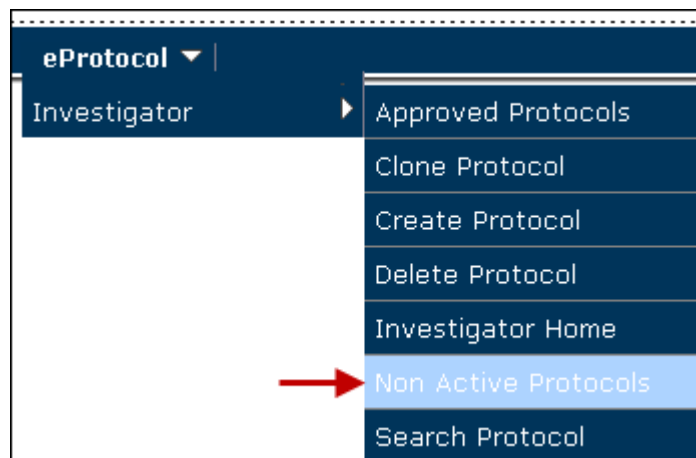 eProtocol
Investigator
Approved Protocols
Clone Protocol
Create Protocol
Delete Protocol
Investigator Home
Non Active Protocols
Search Protocol